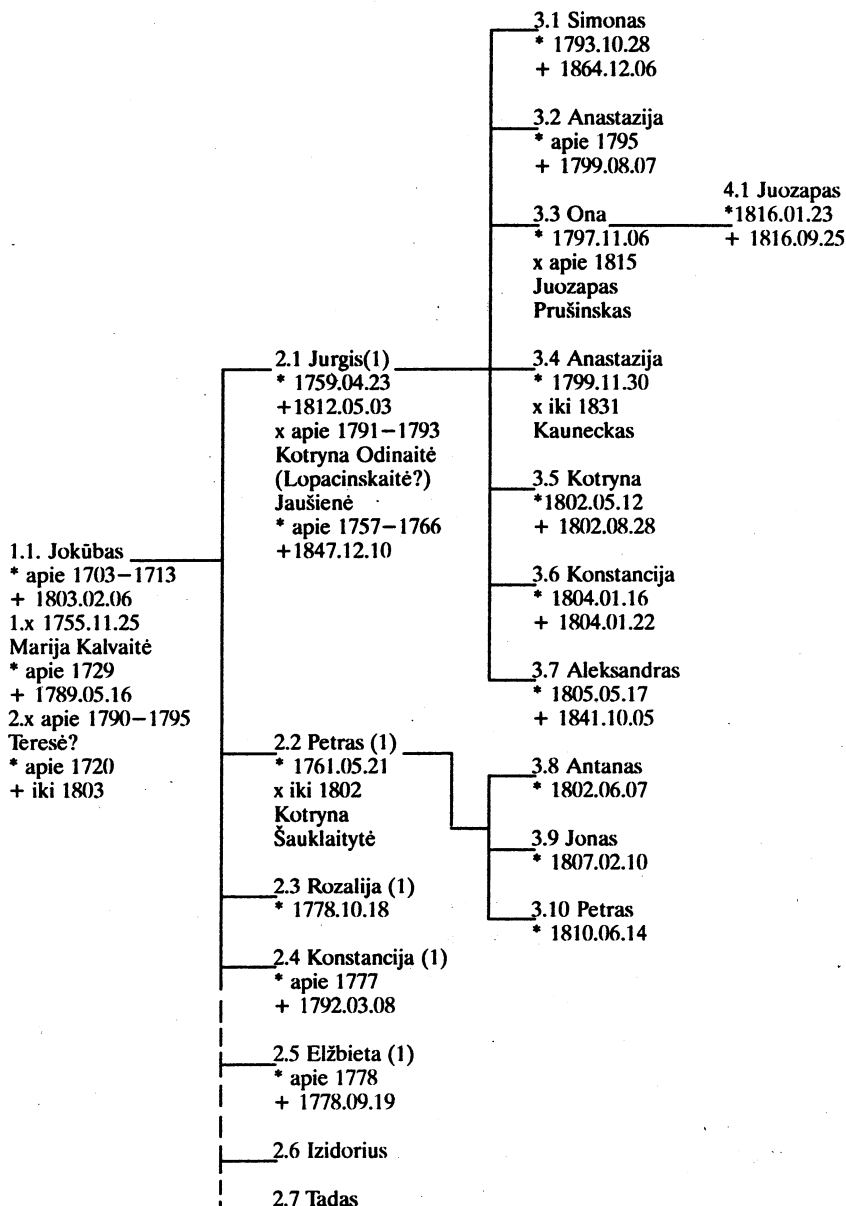 1.1. Jokūbas
* apie 1703–1713
+ 1803.02.06
1.x 1755.11.25
Marija Kalvaitė
* apie 1729
+ 1789.05.16
2.x apie 1790–1795
Teresė?
* apie 1720
+ iki 1803
2.1 Jurgis(1)
* 1759.04.23
+1812.05.03
x apie 1791–1793
Kotryna Odinaitė
(Lopacinskaitė?)
Jaušienė
* apie 1757–1766
+1847.12.10
2.2 Petras (1)
* 1761.05.21
x iki 1802
Kotryna
Šauklaitytė
2.3 Rozalija (1)
* 1778.10.18
2.4 Konstancija (1)
* apie 1777
+ 1792.03.08
2.5 Elžbieta (1)
* apie 1778
+ 1778.09.19
2.6 Izidorius
2.7 Tadas
3.1 Simonas
* 1793.10.28
+ 1864.12.06
3.2 Anastazija
* apie 1795
+ 1799.08.07
3.3 Ona
* 1797.11.06
x apie 1815
Juozapas
Prušinskas
3.4 Anastazija
* 1799.11.30
x iki 1831
Kauneckas
3.5 Kotryna
*1802.05.12
+ 1802.08.28
3.6 Konstancija
* 1804.01.16
+ 1804.01.22
3.7 Aleksandras
* 1805.05.17
+ 1841.10.05
3.8 Antanas
* 1802.06.07
3.9 Jonas
* 1807.02.10
3.10 Petras
* 1810.06.14
4.1 Juozapas
*1816.01.23
+ 1816.09.25